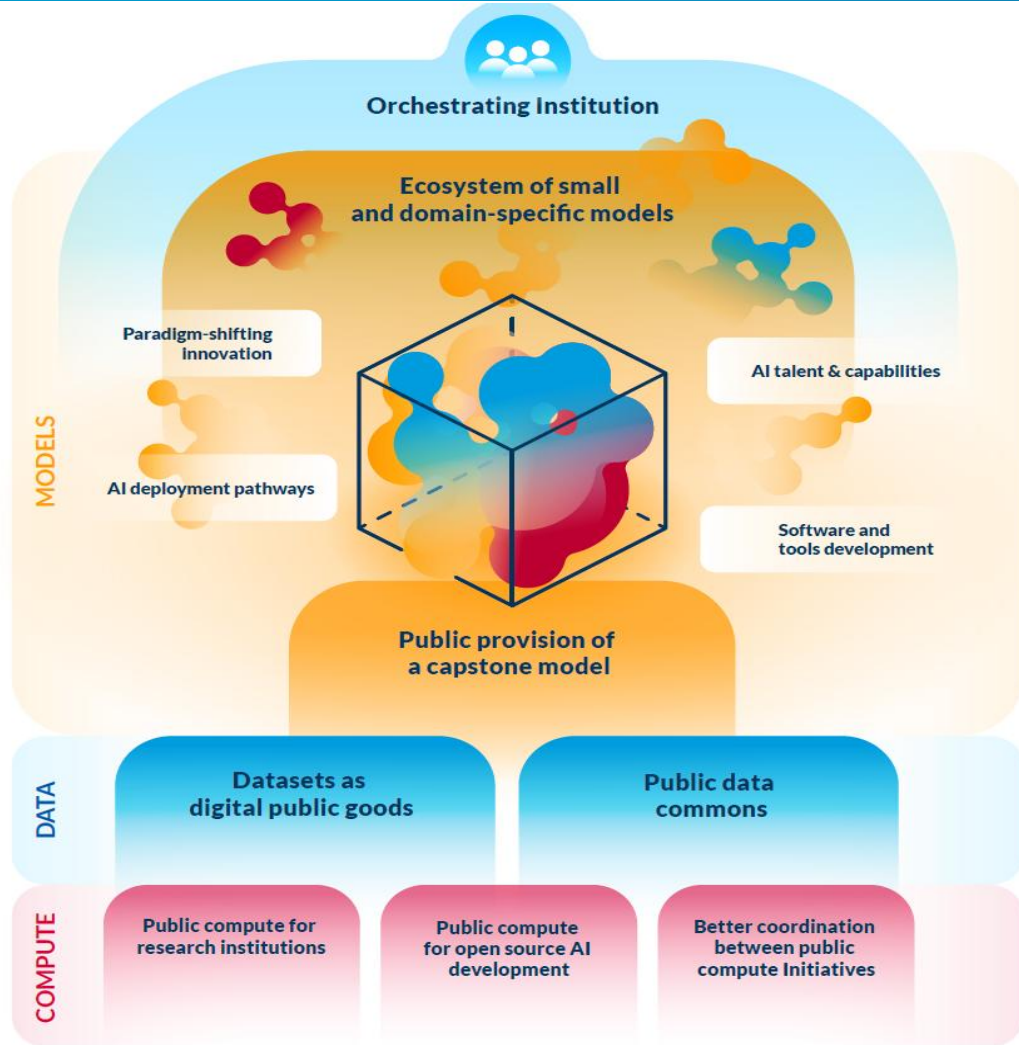 Orchestrating institution
Ecosystem of small
and domain-specific models
Paradigm-shifting
innovation
AI talent & capabilities
AI deployment pathways
Software and
tools development
MODELS
Public provision of
a capstone model
DATA
Datasets as
digital public goods
Public data
commons
COMPUTE
Public compute for
research institutions
Public compute
for open source AI
development
Better coordination
between public
compute Initiatives